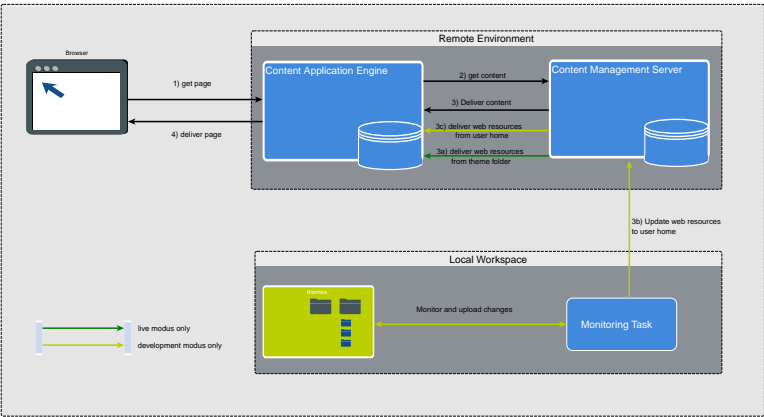 Remote Environment
Browser
Content Application Engine
Content Management Server
1) get page
2) get content
3) Deliver content
4) deliver page
3c) deliver web resources
from user home
3a) deliver web resources
from theme folder
3b) Update web resources
to user home
Local Workspace
themes
Monitor and upload changes
Monitoring Task
live modus only
development modus only